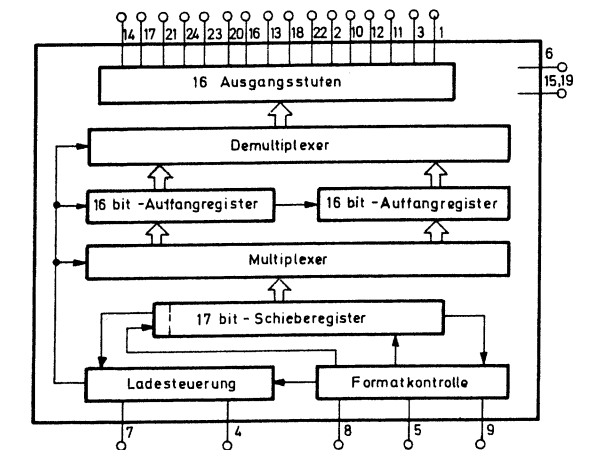 14 17 21 24 23 20 16 13 18 22 2 10 12 11 3 1
6
15,19
16 Ausgangsstuten
Demultiplexer
16 bit - Auffangregister 16 bit - Auffangregister
Multiplexer
17 bit - Schieberegister
Ladesteuerung Formatkontrolle
7 4 8 5 9